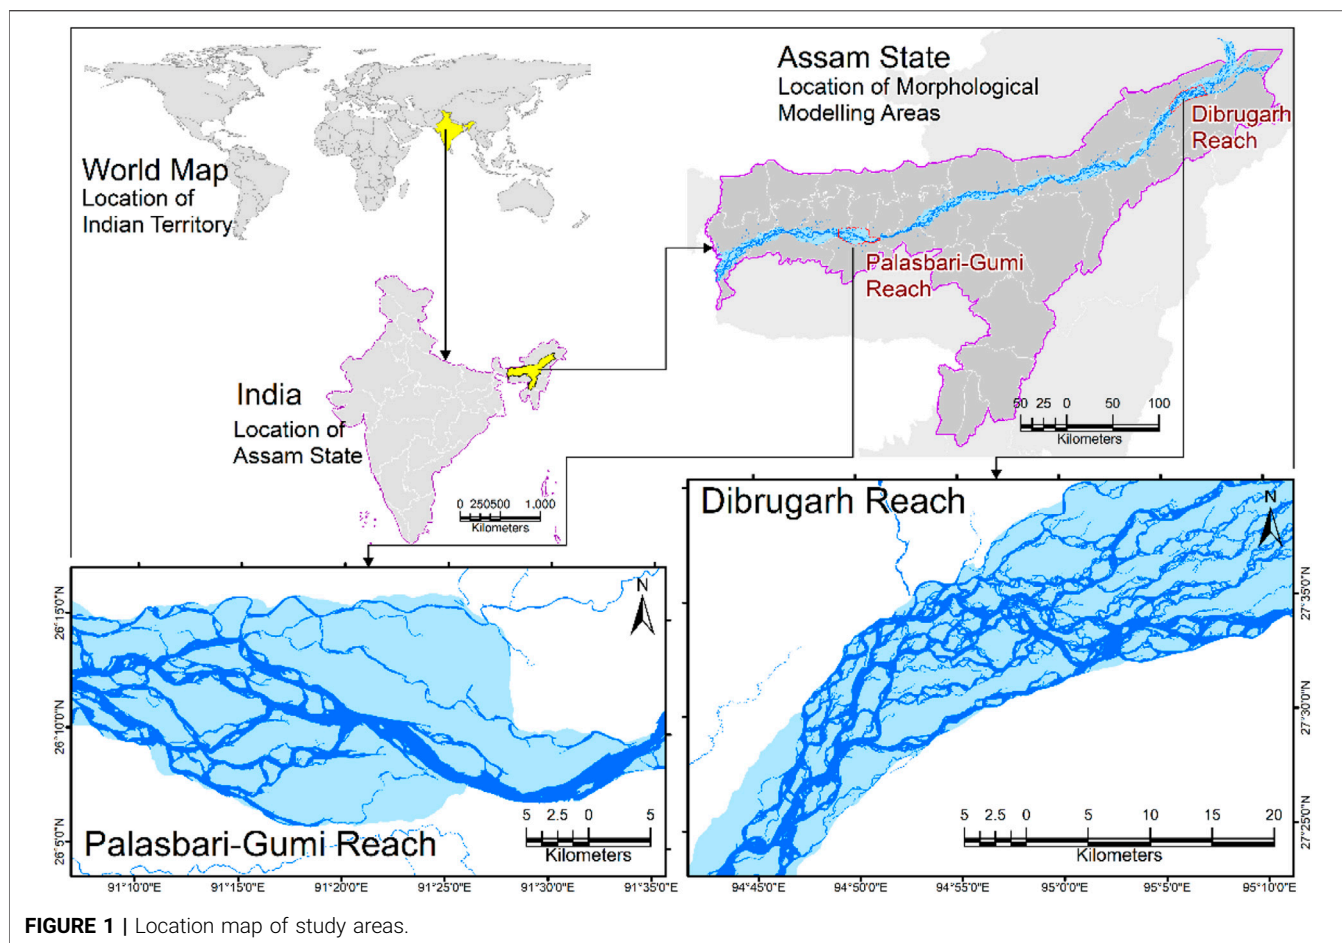 World Map
Location of
Indian Territory
Assam State
Location of Morphological
Modelling Areas
Dibrugarh
Reach
Palasbari-Gumi
Reach
50 25 0 50 100
Kilometers
India
Location of
Assam State
0 250500 1,000
Kilometers
Palasbari-Gumi Reach
N
26°15'0"N
26°10'0"N
26°5'0"N
5 2.5 0 5
Kilometers
91°10'0"E 91°15'0"E 91°20'0"E 91°25'0"E 91°30'0"E 91°35'0"E
Dibrugarh Reach
N
27°35'0"N
27°30'0"N
27°25'0"N
5 2.5 0 5 10 15 20
Kilometers
94°45'0"E 94°50'0"E 94°55'0"E 95°0'0"E 95°5'0"E 95°10'0"E
FIGURE 1 | Location map of study areas.